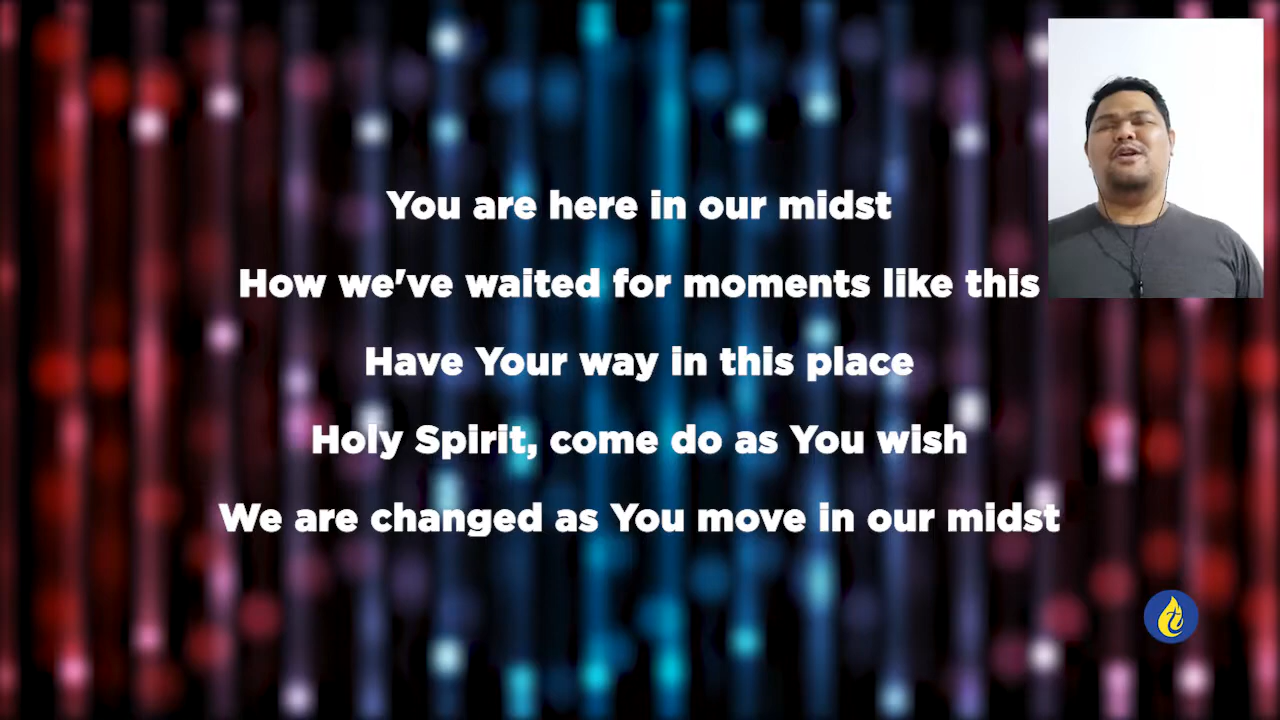 You are here in our midst
How we've waited for moments like this
Have Your way in this place
Holy Spirit, come do as You wish
We are changed as You move in our midst